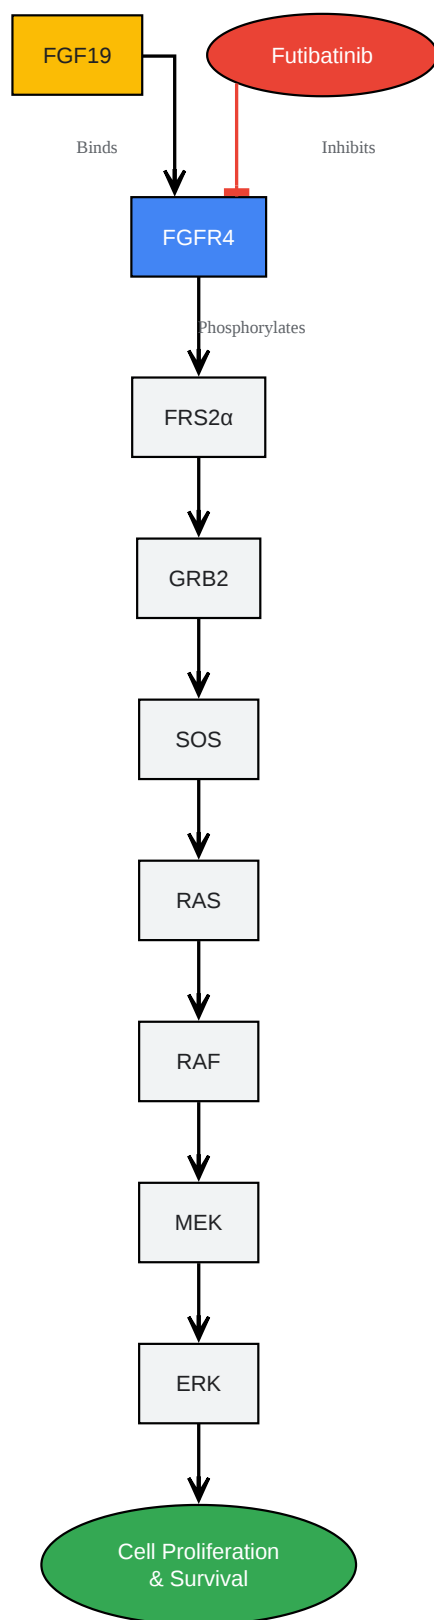 FGF19
Futibatinib
Binds
Inhibits
FGFR4
Phosphorylates
FRS2α
GRB2
SOS
RAS
RAF
MEK
ERK
Cell Proliferation
& Survival